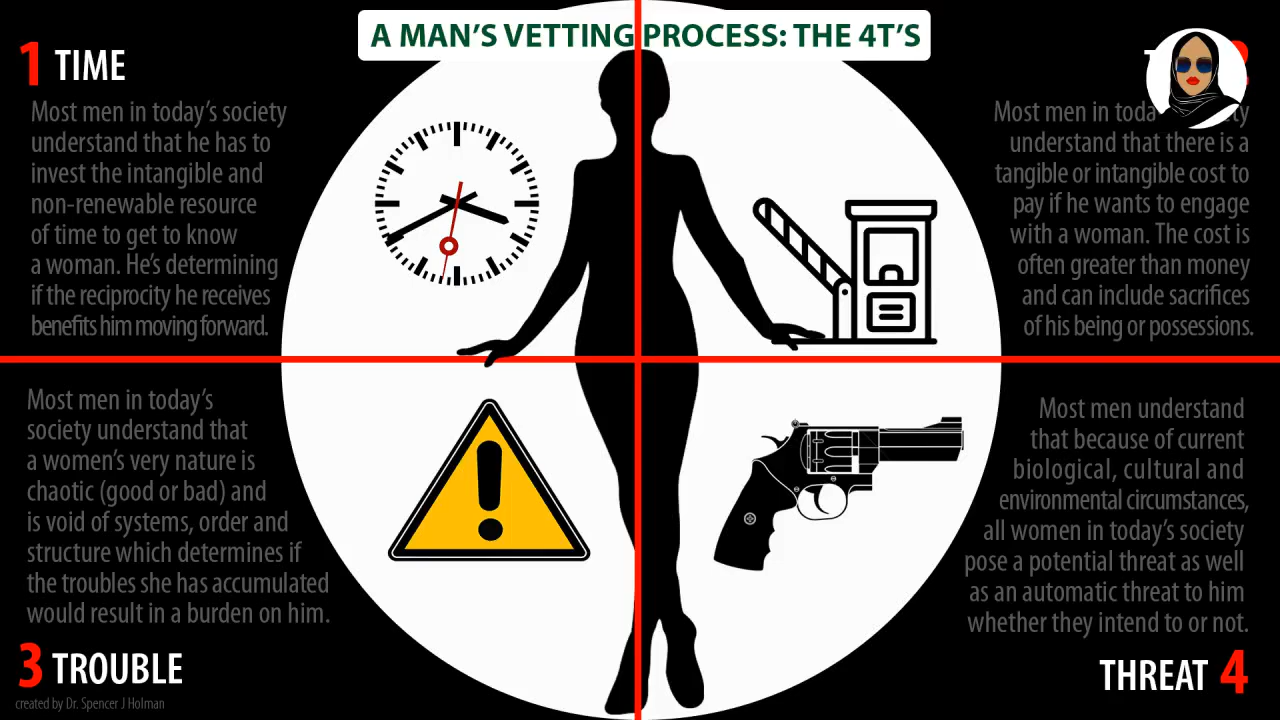 A MAN'S VETTING PROCESS: THE 4T'S
1 TIME
Most men in today's society
understand that he has to
invest the intangible and
non-renewable resource
of time to get to know
a woman. He's determining
if the reciprocity he receives
benefits him moving forward.
Most men in
understand that there is a
tangible or intangible cost to
pay if he wants to engage
with a woman. The cost is
often greater than money
and can include sacrifices
of his being or possessions.
Most men in today's
society understand that
a women's very nature is
chaotic (good or bad) and
is void of systems, order and
structure which determines if
the troubles she has accumulated
would result in a burden on him.
3 TROUBLE
created by Dr. Spencer J Holman
Most men understand
that because of current
biological, cultural and
environmental circumstances,
all women in today's society
pose a potential threat as well
as an automatic threat to him
whether they intend to or not.
THREAT 4